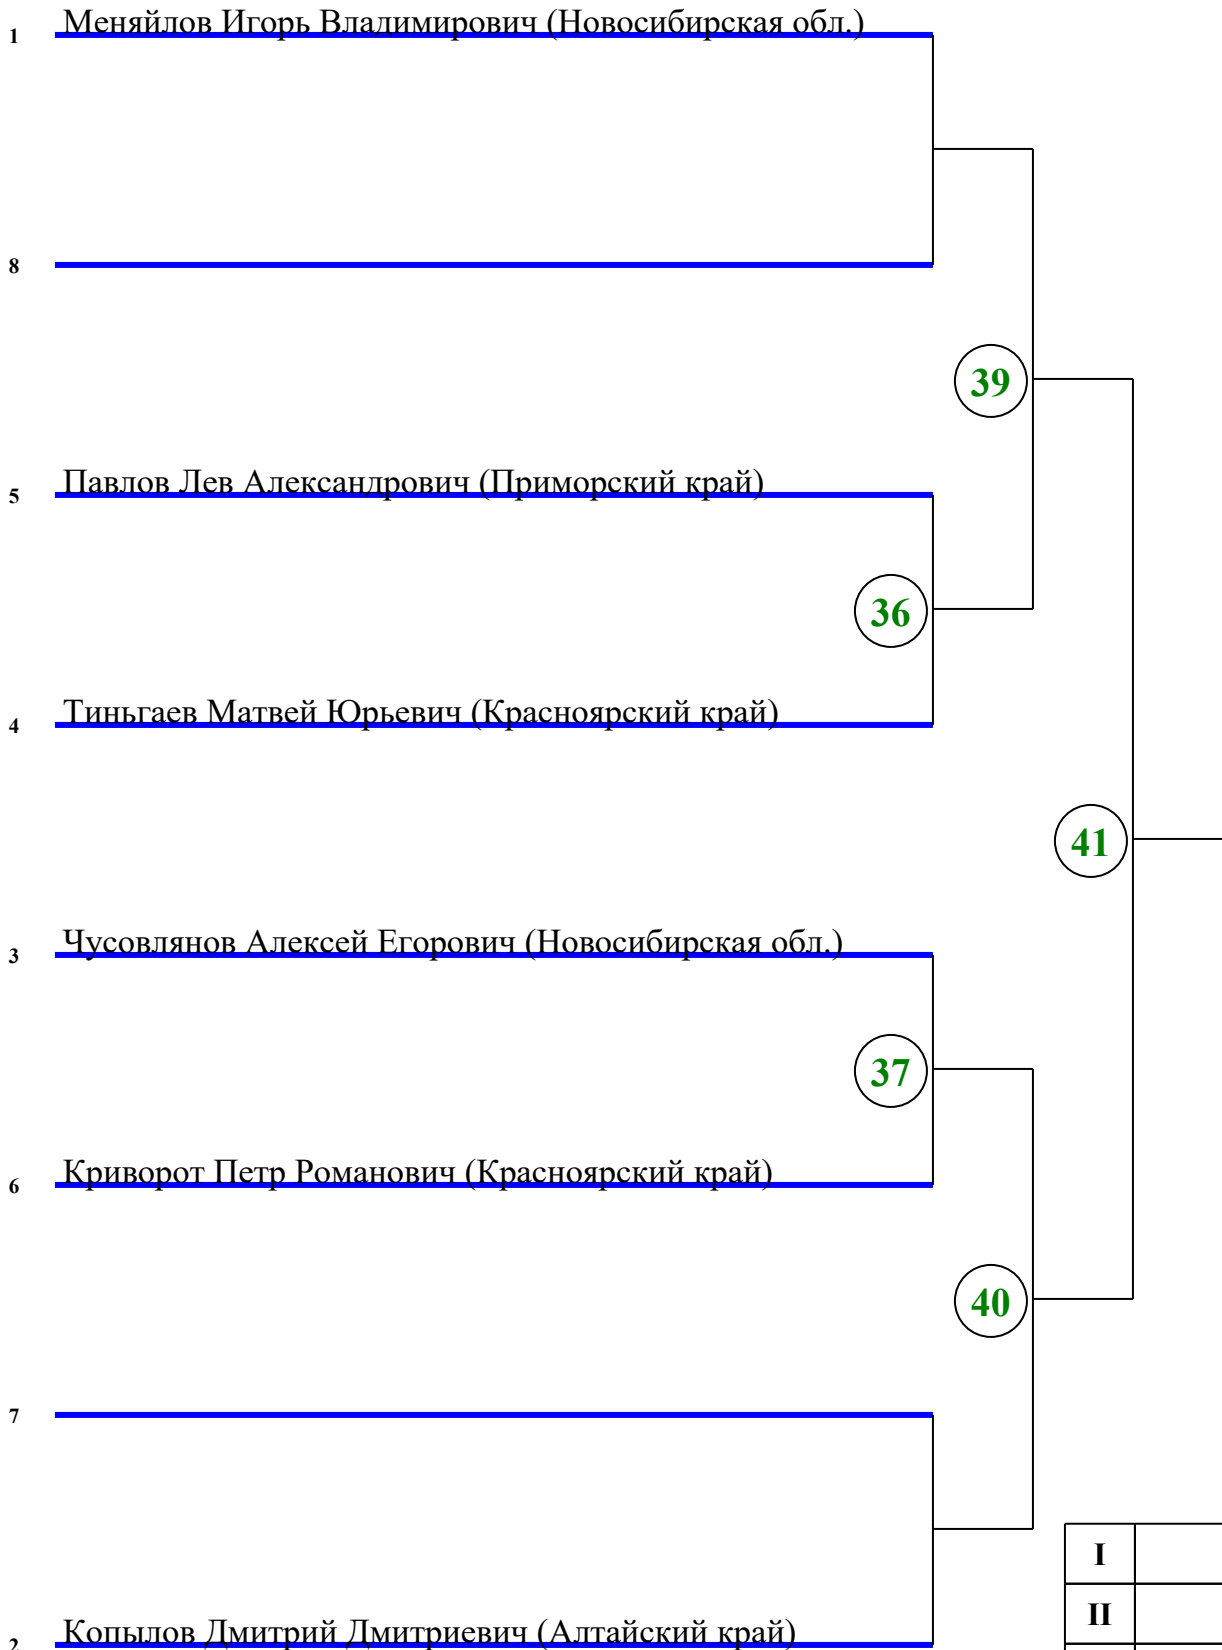 1 Меняйлов Игорь Владимирович (Новосибирская обл.)
8
39
5 Павлов Лев Александрович (Приморский край)
36
4 Тиньгаев Матвей Юрьевич (Красноярский край)
41
3 Чусовлянов Алексей Егорович (Новосибирская обл.)
37
6 Криворот Петр Романович (Красноярский край)
40
7
I
II
2 Копылов Дмитрий Дмитриевич (Алтайский край)